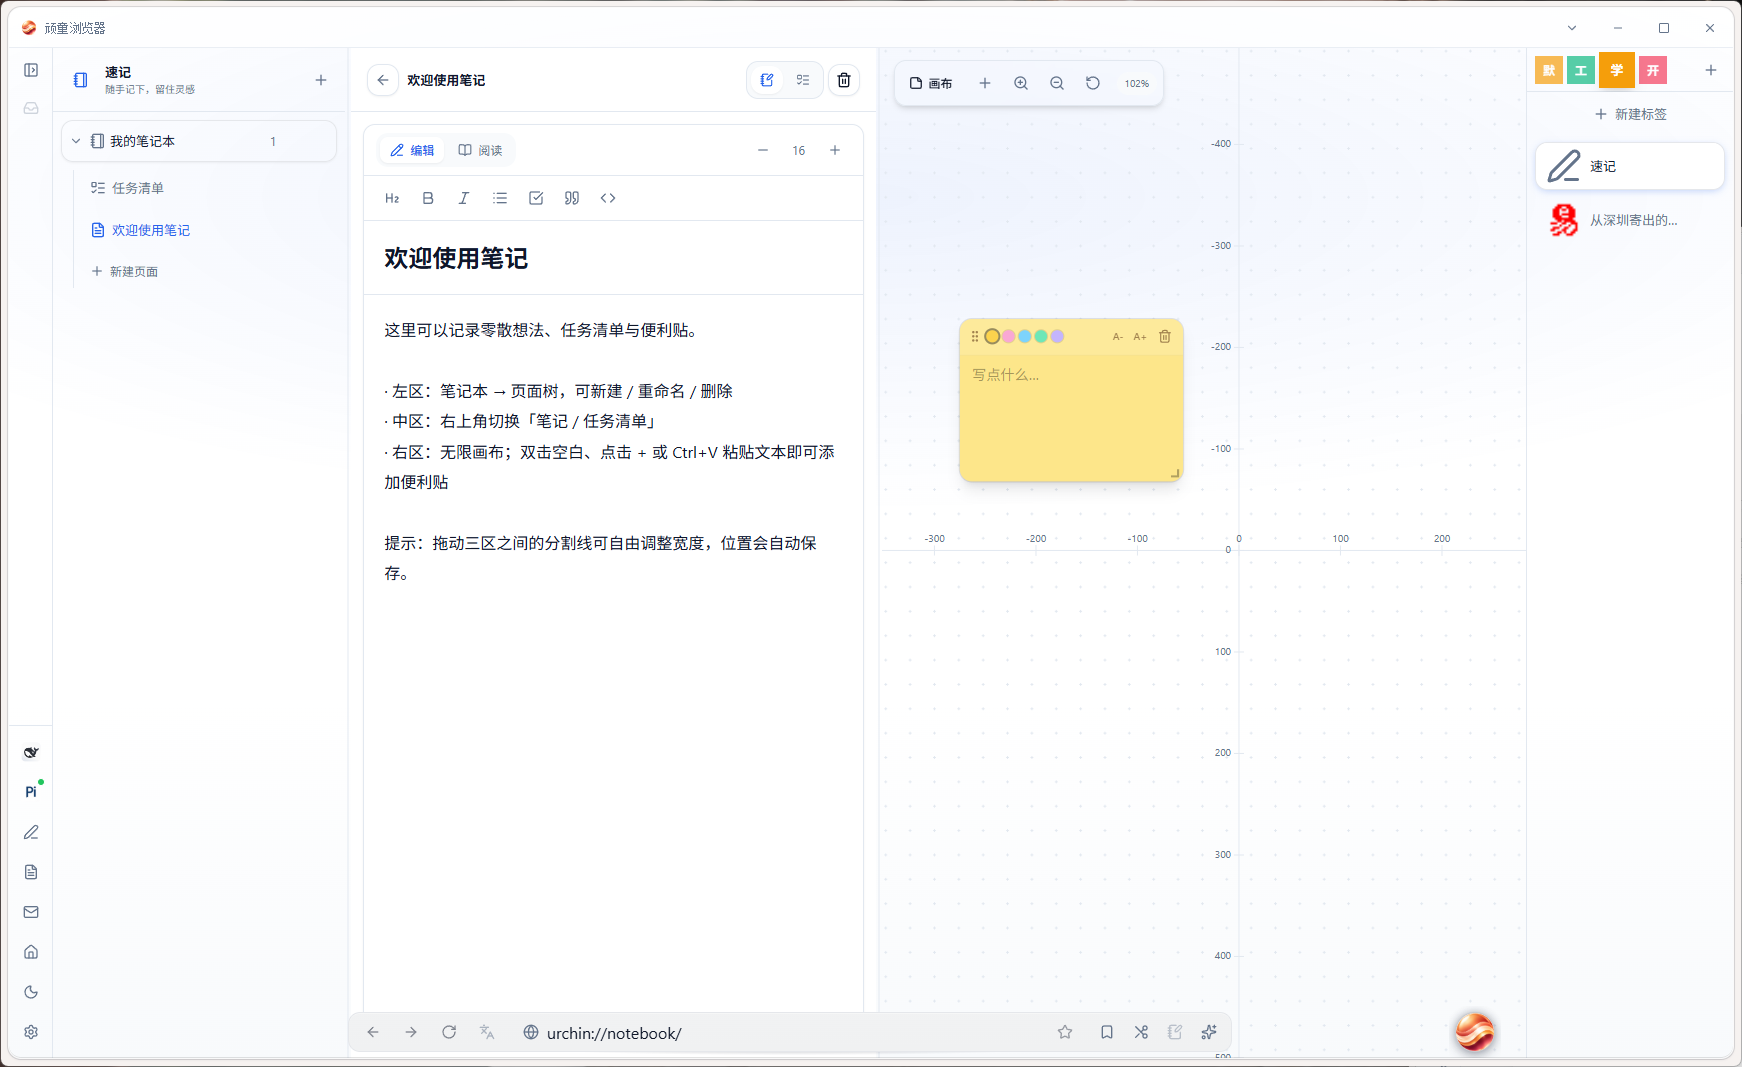 顽童浏览器
速记
随手记下，留住灵感
我的笔记本 1
任务清单
欢迎使用笔记
新建页面
欢迎使用笔记
编辑 阅读 16
H2 B I
欢迎使用笔记
这里可以记录零散想法、任务清单与便利贴。
· 左区：笔记本 → 页面树，可新建 / 重命名 / 删除
· 中区：右上角切换「笔记 / 任务清单」
· 右区：无限画布；双击空白、点击 + 或 Ctrl+V 粘贴文本即可添
加便利贴
提示：拖动三区之间的分割线可自由调整宽度，位置会自动保
存。
画布 102%
-400
-300
-200
A- A+
写点什么...
-100
-300 -200 -100 0 100 200
0
100
200
300
400
500
默 工 学 开
新建标签
速记
从深圳寄出的...
Pi
urchin://notebook/